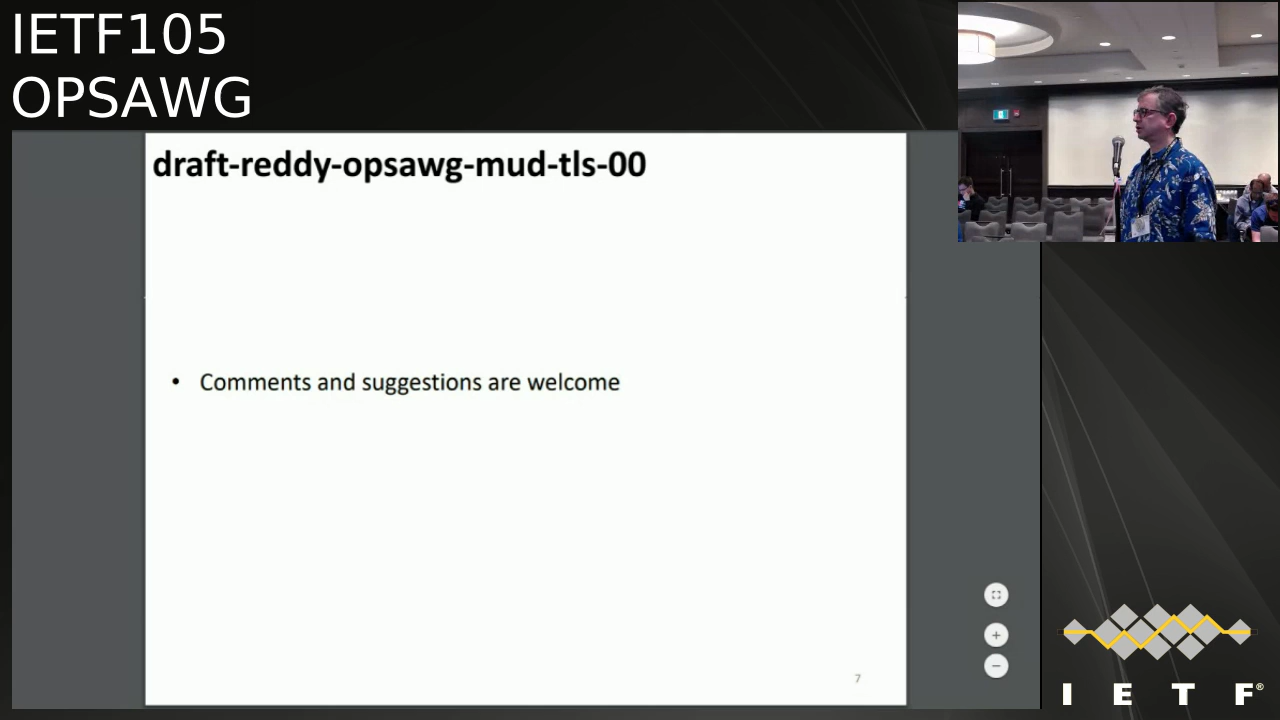 IETF105
OPSAWG
draft-reddy-opsawg-mud-tls-00
• Comments and suggestions are welcome
7
I E T F®